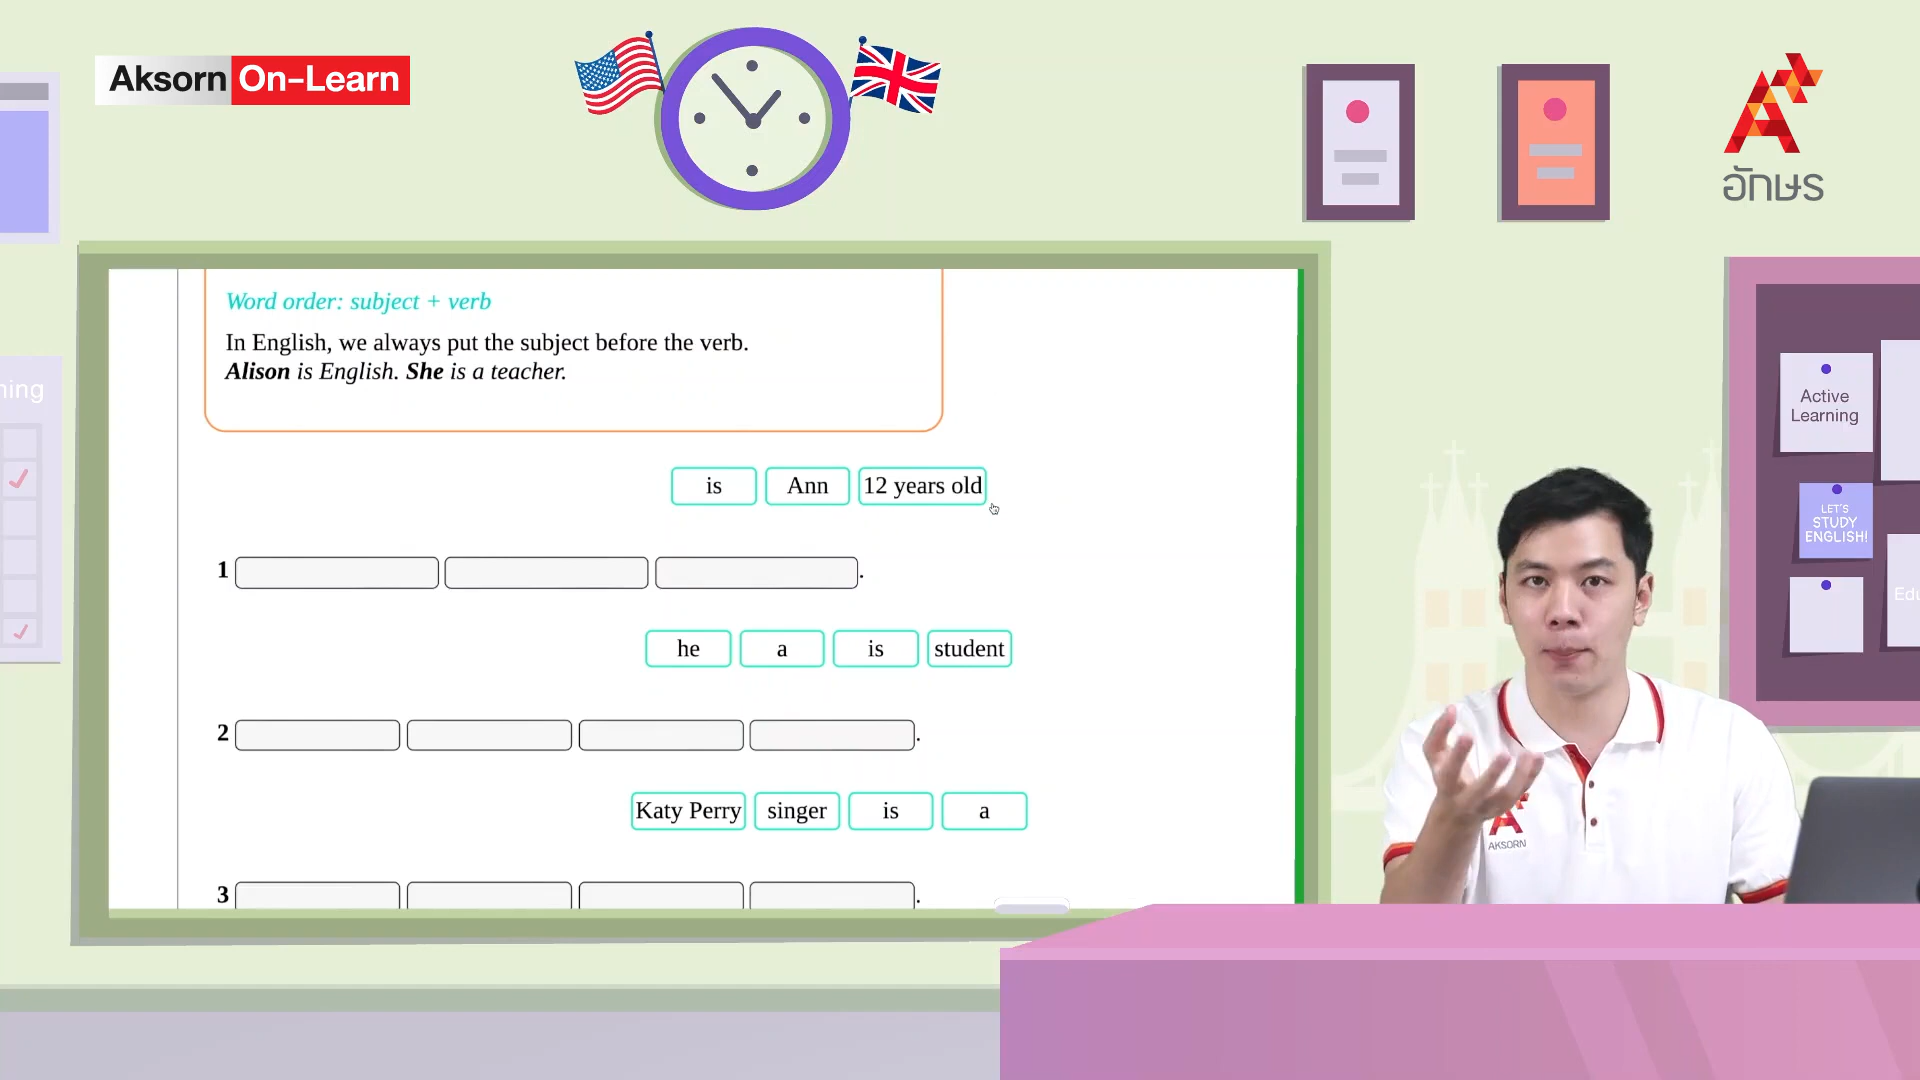 Aksorn On-Learn
อักษร
ning
Word order: subject + verb
In English, we always put the subject before the verb.
Alison is English. She is a teacher.
is Ann 12 years old
1 .
he a is student
2 .
Katy Perry singer is a
3 .
Active
Learning
LET'S
STUDY
ENGLISH!
Edu
AKSORN